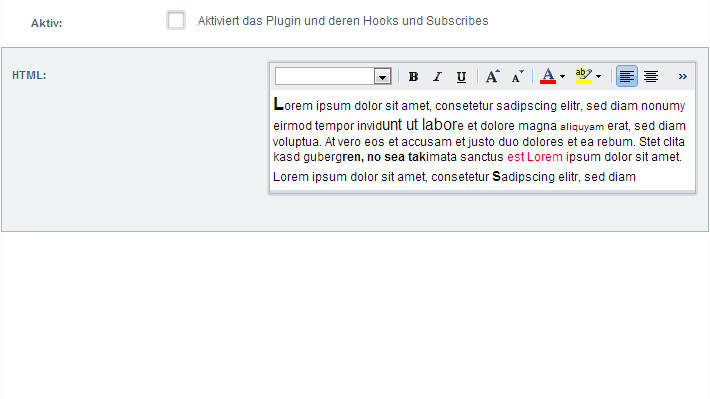 Aktiv:
Aktiviert das Plugin und deren Hooks und Subscribes
HTML:
B I U A A A ab »
Lorem ipsum dolor sit amet, consetetur sadipscing elitr, sed diam nonumy
eirmod tempor invidunt ut labore et dolore magna aliquyam erat, sed diam
voluptua. At vero eos et accusam et justo duo dolores et ea rebum. Stet clita
kasd gubergren, no sea takimata sanctus est Lorem ipsum dolor sit amet.
Lorem ipsum dolor sit amet, consetetur Sadipscing elitr, sed diam